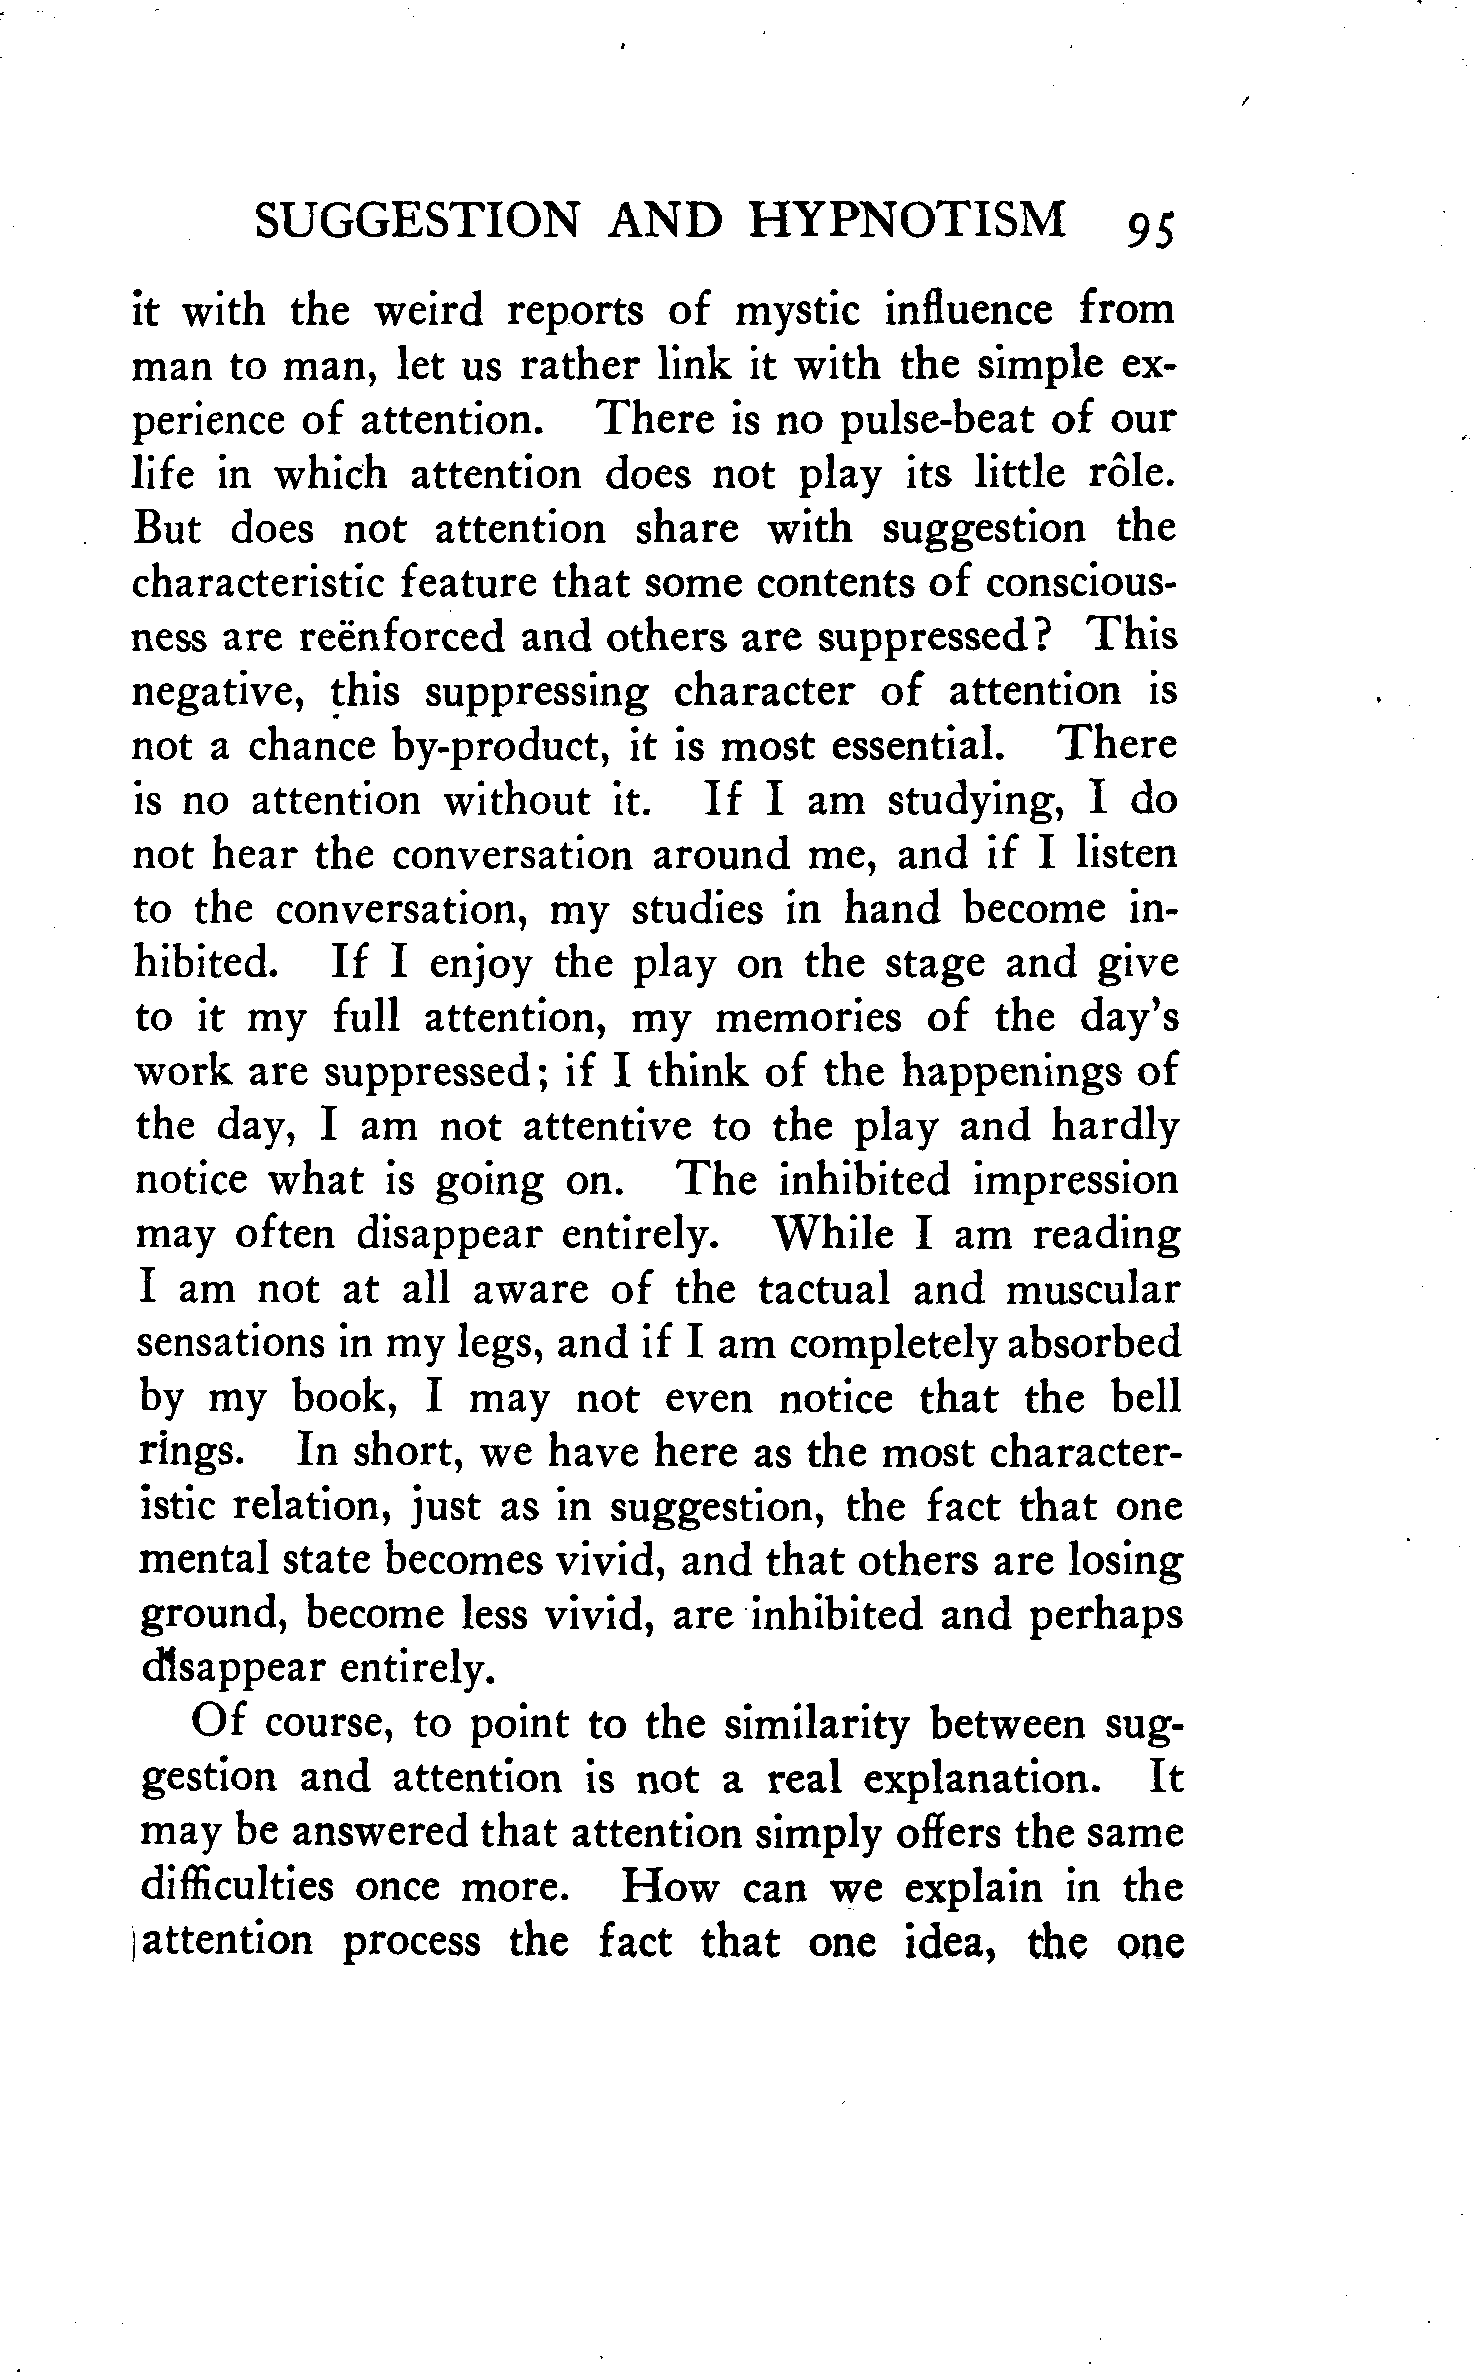 SUGGESTION AND HYPNOTISM 95
it with the weird reports of mystic influence from
man to man, let us rather link it with the simple ex-
perience of attention. There is no pulse-beat of our
life in which attention does not play its little rôle.
But does not attention share with suggestion the
characteristic feature that some contents of conscious-
ness are reënforced and others are suppressed? This
negative, this suppressing character of attention is
not a chance by-product, it is most essential. There
is no attention without it. If I am studying, I do
not hear the conversation around me, and if I listen
to the conversation, my studies in hand become in-
hibited. If I enjoy the play on the stage and give
to it my full attention, my memories of the day's
work are suppressed; if I think of the happenings of
the day, I am not attentive to the play and hardly
notice what is going on. The inhibited impression
may often disappear entirely. While I am reading
I am not at all aware of the tactual and muscular
sensations in my legs, and if I am completely absorbed
by my book, I may not even notice that the bell
rings. In short, we have here as the most character-
istic relation, just as in suggestion, the fact that one
mental state becomes vivid, and that others are losing
ground, become less vivid, are inhibited and perhaps
disappear entirely.
Of course, to point to the similarity between sug-
gestion and attention is not a real explanation. It
may be answered that attention simply offers the same
difficulties once more. How can we explain in the
attention process the fact that one idea, the one